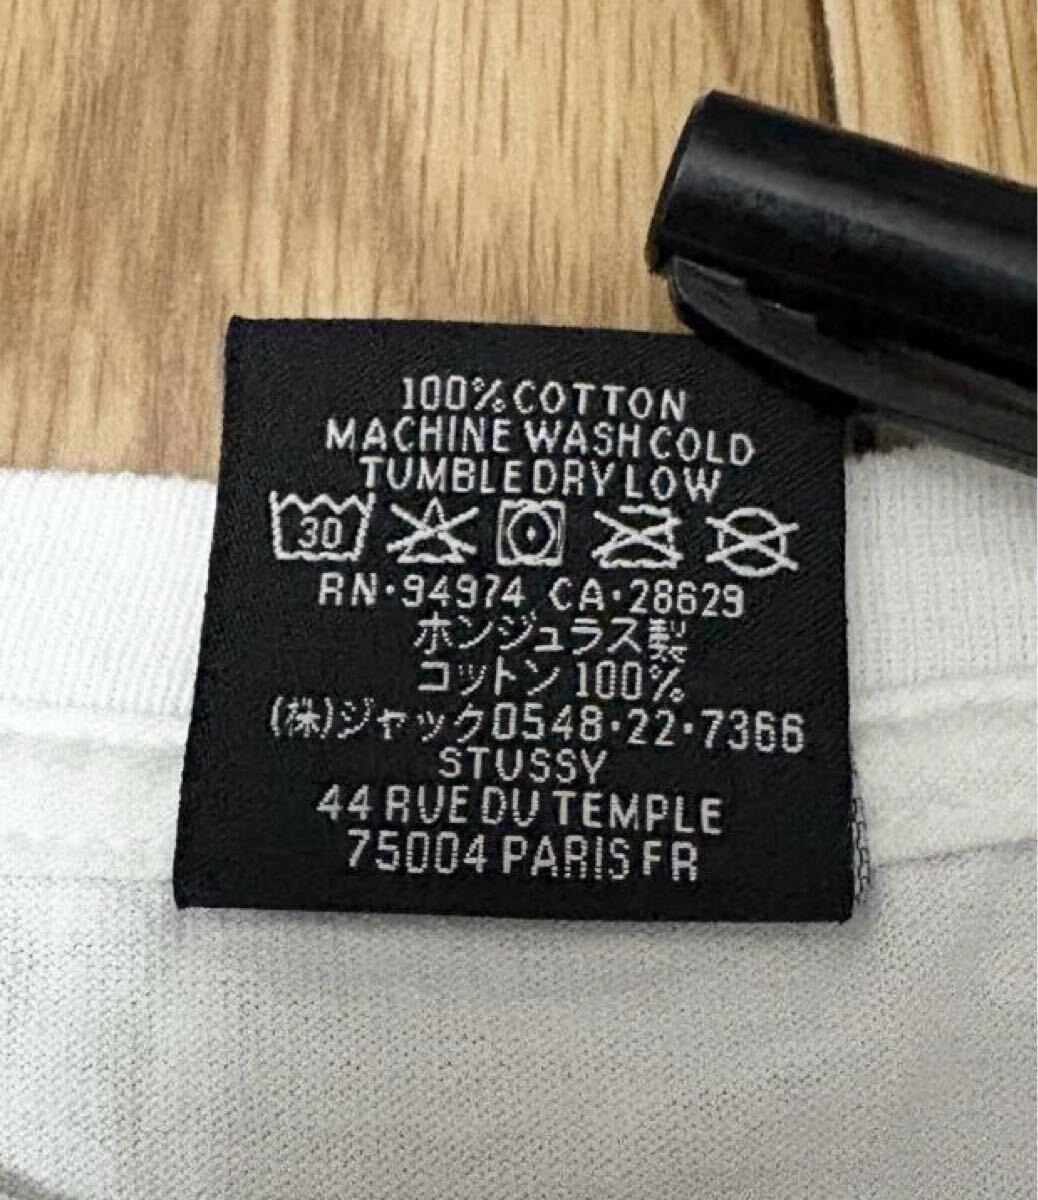 100% COTTON
MACHINE WASH COLD
TUMBLE DRY LOW
30
RN·94974 CA·28629
ホンジュラス製
コットン 100%
(株)ジャック0548·22·7366
STUSSY
44 RUE DU TEMPLE
75004 PARIS FR